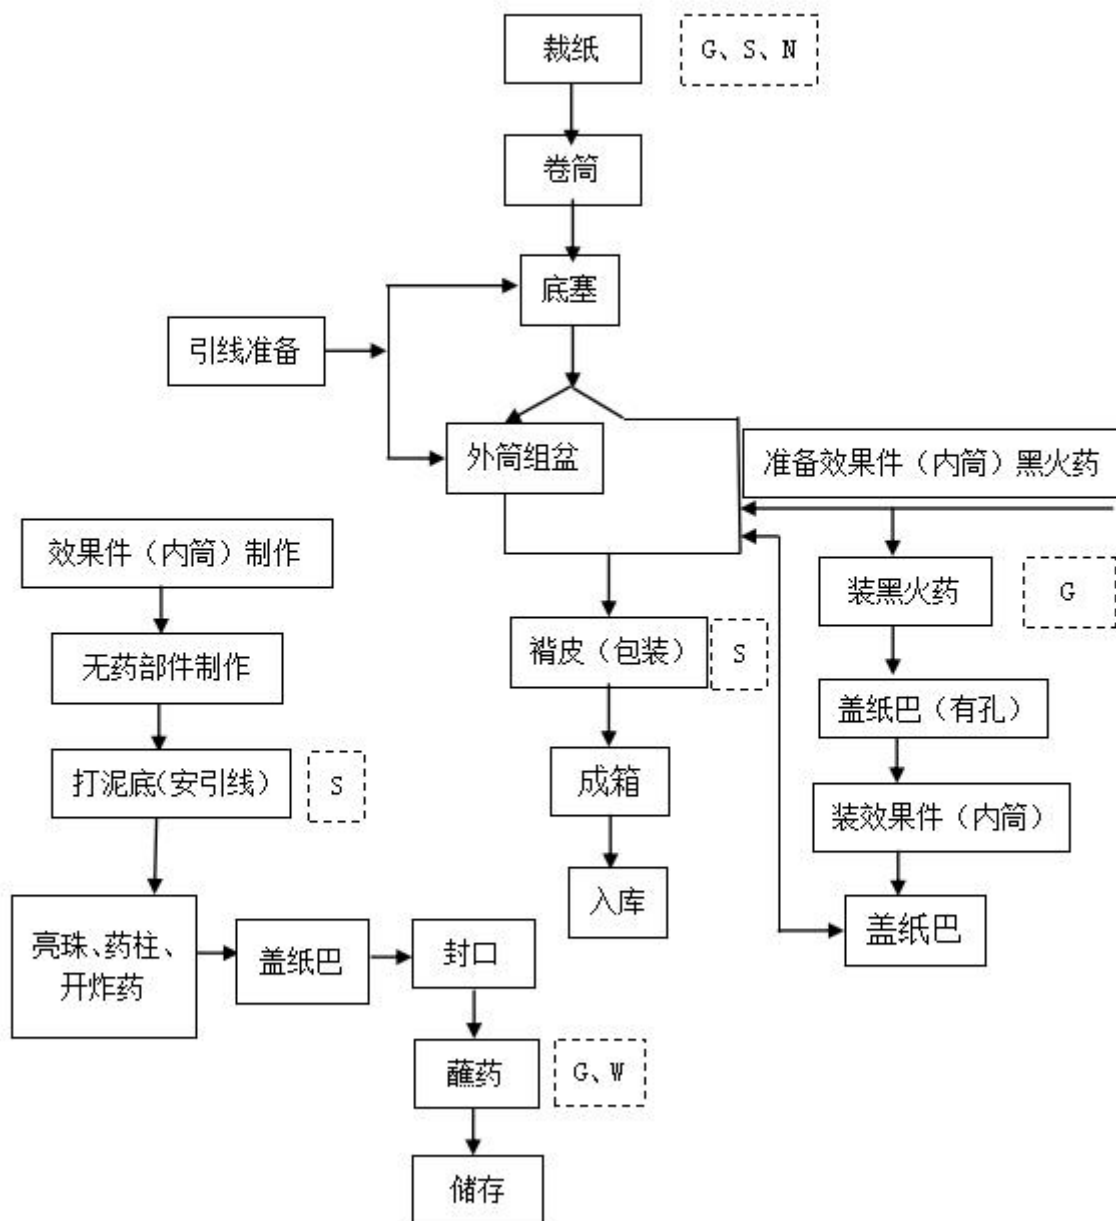 裁纸
G、S、N
卷筒
底塞
引线准备
外筒组盆
准备效果件（内筒）黑火药
效果件（内筒）制作
装黑火药
G
无药部件制作
褙皮（包装）
S
盖纸巴（有孔）
打泥底（安引线）
S
成箱
装效果件（内筒）
入库
盖纸巴
亮珠、药柱、
开炸药
盖纸巴
封口
蘸药
G、W
储存